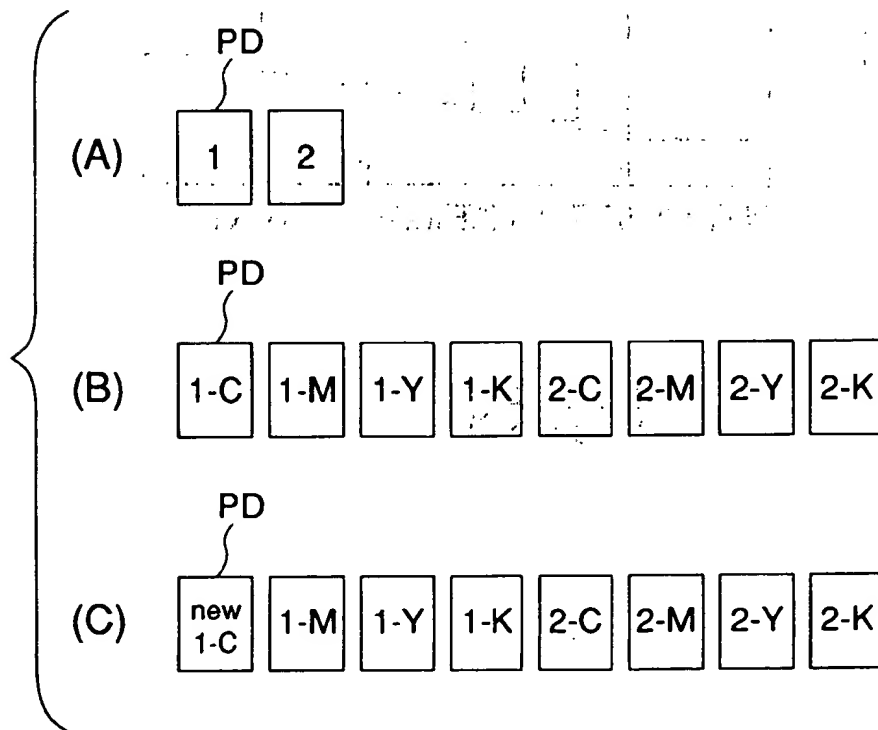 PD
(A) 1 2
PD
(B) 1-C 1-M 1-Y 1-K 2-C 2-M 2-Y 2-K
PD
(C) new 1-C 1-M 1-Y 1-K 2-C 2-M 2-Y 2-K